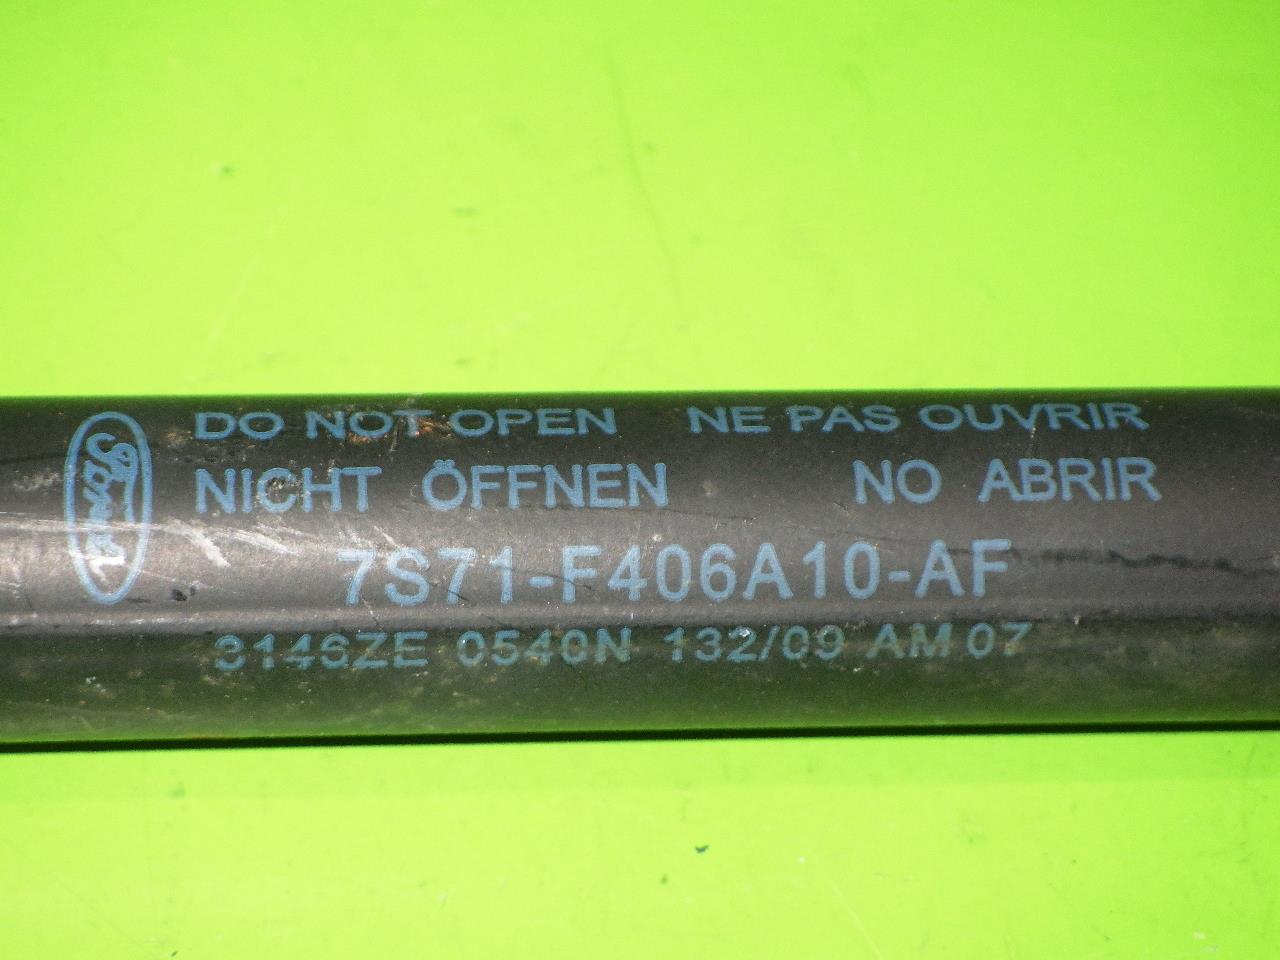 Ford
DO NOT OPEN NE PAS OUVRIR
NICHT ÖFFNEN NO ABRIR
7S71-F406A10-AF
3146ZE 0540N 132/09 AM 07